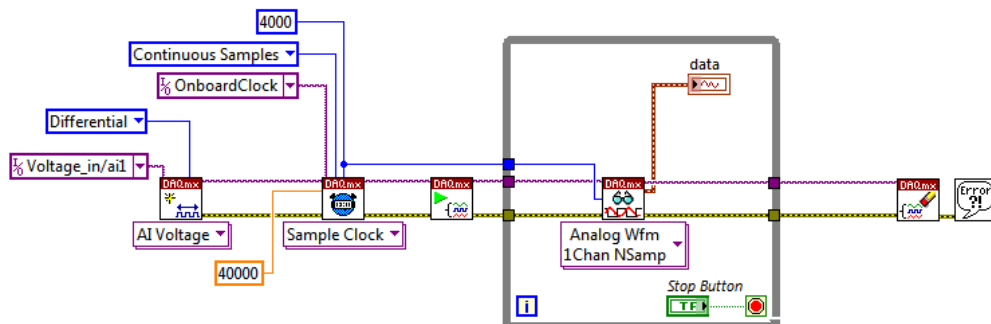 4000
Continuous Samples
I/O OnboardClock
data
Differential
I/O Voltage_in/ai1
DAQmx
DAQmx
DAQmx
DAQmx
DAQmx
Error
?!
AI Voltage
Sample Clock
Analog Wfm
1Chan NSamp
40000
Stop Button
TF
i